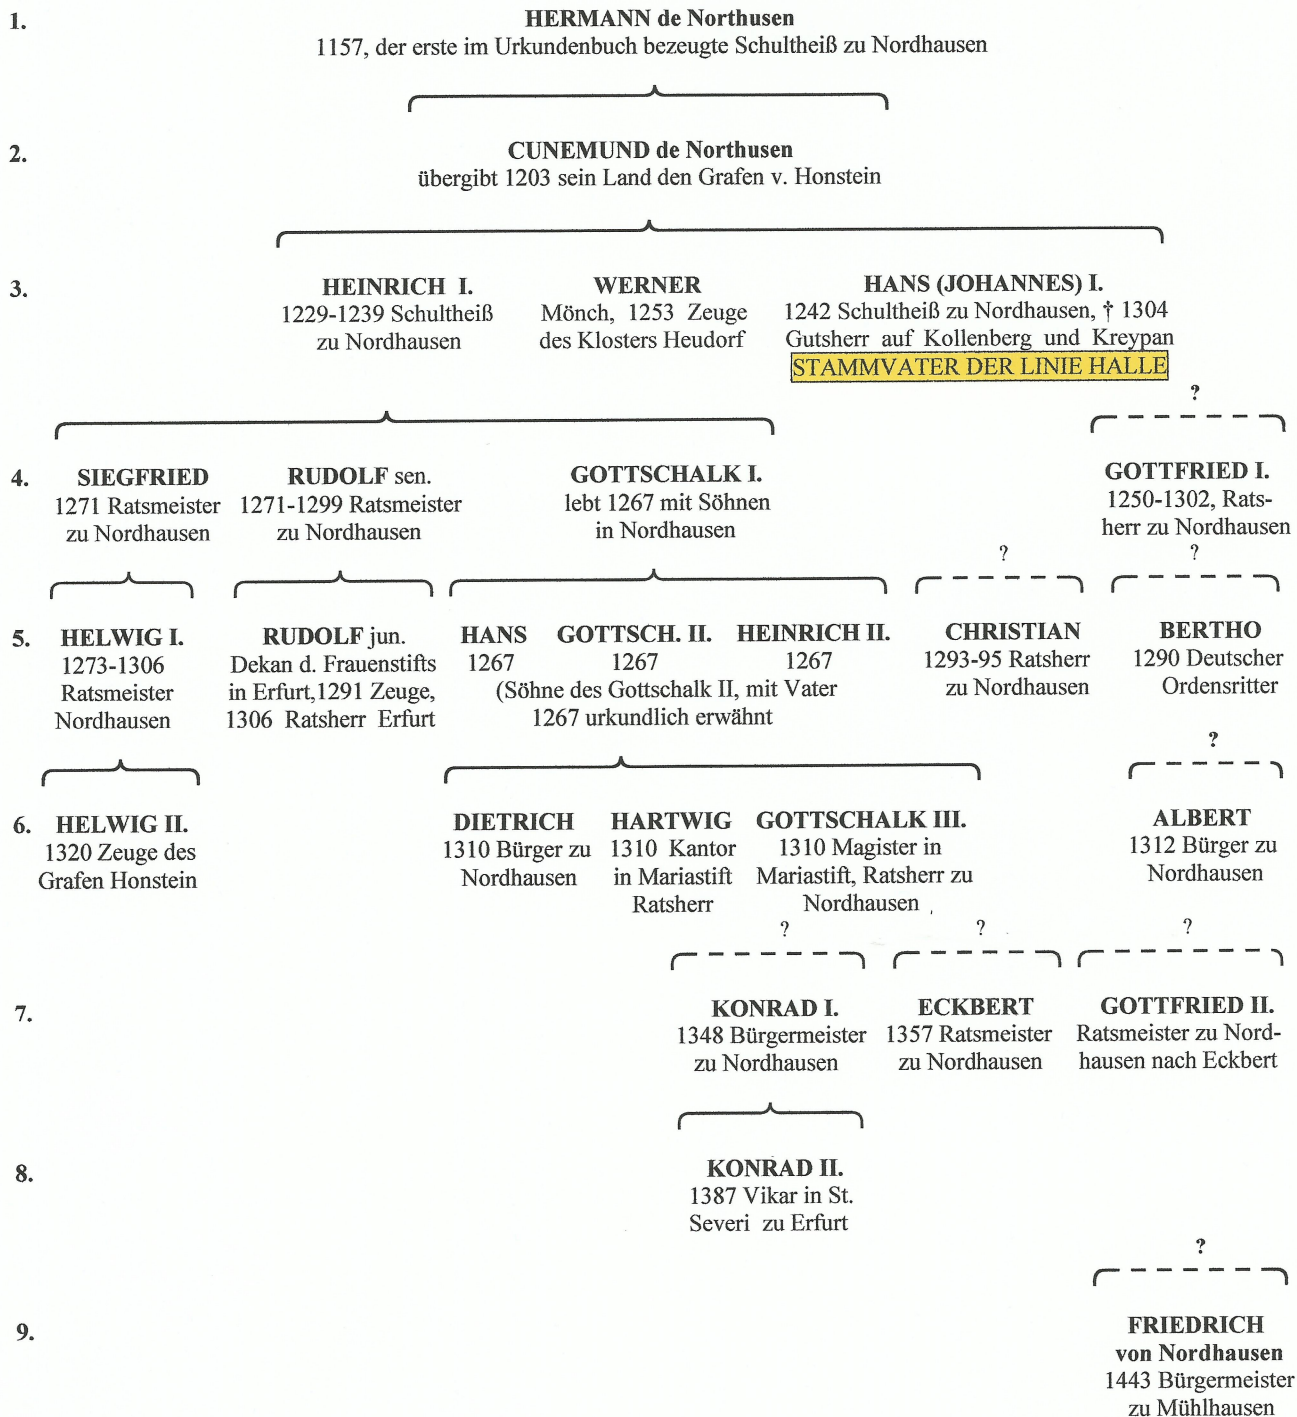 1.
HERMANN de Northusen
1157, der erste im Urkundenbuch bezeugte Schultheiß zu Nordhausen
2.
CUNEMUND de Northusen
übergibt 1203 sein Land den Grafen v. Honstein
3.
HEINRICH I.
1229-1239 Schultheiß
zu Nordhausen
WERNER
Mönch, 1253 Zeuge
des Klosters Heudorf
HANS (JOHANNES) I.
1242 Schultheiß zu Nordhausen, † 1304
Gutsherr auf Kollenberg und Kreypan
STAMMVATER DER LINIE HALLE
?
4.
SIEGFRIED
1271 Ratsmeister
zu Nordhausen
RUDOLF sen.
1271-1299 Ratsmeister
zu Nordhausen
GOTTSCHALK I.
lebt 1267 mit Söhnen
in Nordhausen
GOTTFRIED I.
1250-1302, Rats-
herr zu Nordhausen
?
?
5.
HELWIG I.
1273-1306
Ratsmeister
Nordhausen
RUDOLF jun.
Dekan d. Frauenstifts
in Erfurt,1291 Zeuge,
1306 Ratsherr Erfurt
HANS GOTTSCH. II. HEINRICH II.
1267 1267 1267
(Söhne des Gottschalk II, mit Vater
1267 urkundlich erwähnt
CHRISTIAN
1293-95 Ratsherr
zu Nordhausen
BERTHO
1290 Deutscher
Ordensritter
?
6.
HELWIG II.
1320 Zeuge des
Grafen Honstein
DIETRICH
1310 Bürger zu
Nordhausen
HARTWIG
1310 Kantor
in Mariastift
Ratsherr
GOTTSCHALK III.
1310 Magister in
Mariastift, Ratsherr zu
Nordhausen
ALBERT
1312 Bürger zu
Nordhausen
?
?
?
7.
KONRAD I.
1348 Bürgermeister
zu Nordhausen
ECKBERT
1357 Ratsmeister
zu Nordhausen
GOTTFRIED II.
Ratsmeister zu Nord-
hausen nach Eckbert
8.
KONRAD II.
1387 Vikar in St.
Severi zu Erfurt
?
9.
FRIEDRICH
von Nordhausen
1443 Bürgermeister
zu Mühlhausen